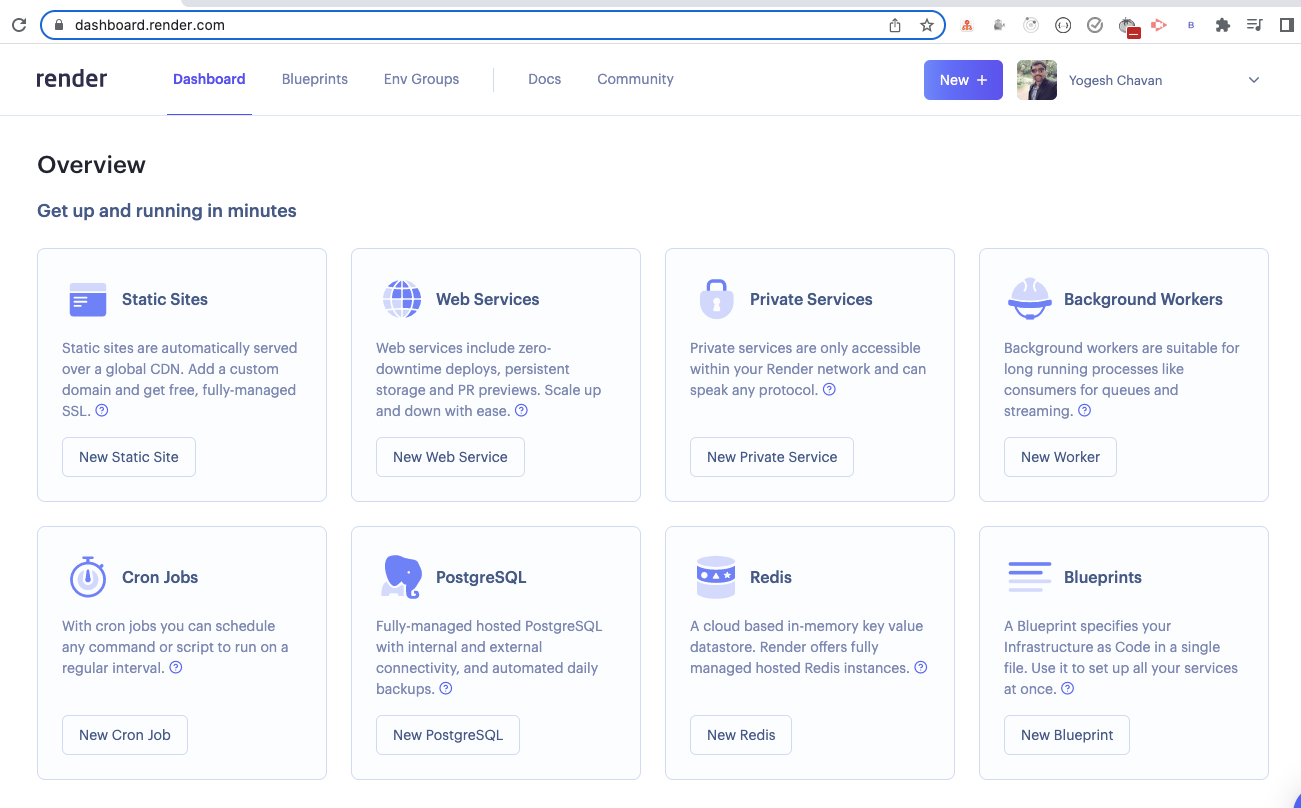 dashboard.render.com
B
render
Dashboard
Blueprints
Env Groups
Docs
Community
New +
Yogesh Chavan
Overview
Get up and running in minutes
Static Sites
Static sites are automatically served
over a global CDN. Add a custom
domain and get free, fully-managed
SSL.
New Static Site
Web Services
Web services include zero-
downtime deploys, persistent
storage and PR previews. Scale up
and down with ease.
New Web Service
Private Services
Private services are only accessible
within your Render network and can
speak any protocol.
New Private Service
Background Workers
Background workers are suitable for
long running processes like
consumers for queues and
streaming.
New Worker
Cron Jobs
With cron jobs you can schedule
any command or script to run on a
regular interval.
New Cron Job
PostgreSQL
Fully-managed hosted PostgreSQL
with internal and external
connectivity, and automated daily
backups.
New PostgreSQL
Redis
A cloud based in-memory key value
datastore. Render offers fully
managed hosted Redis instances.
New Redis
Blueprints
A Blueprint specifies your
Infrastructure as Code in a single
file. Use it to set up all your services
at once.
New Blueprint